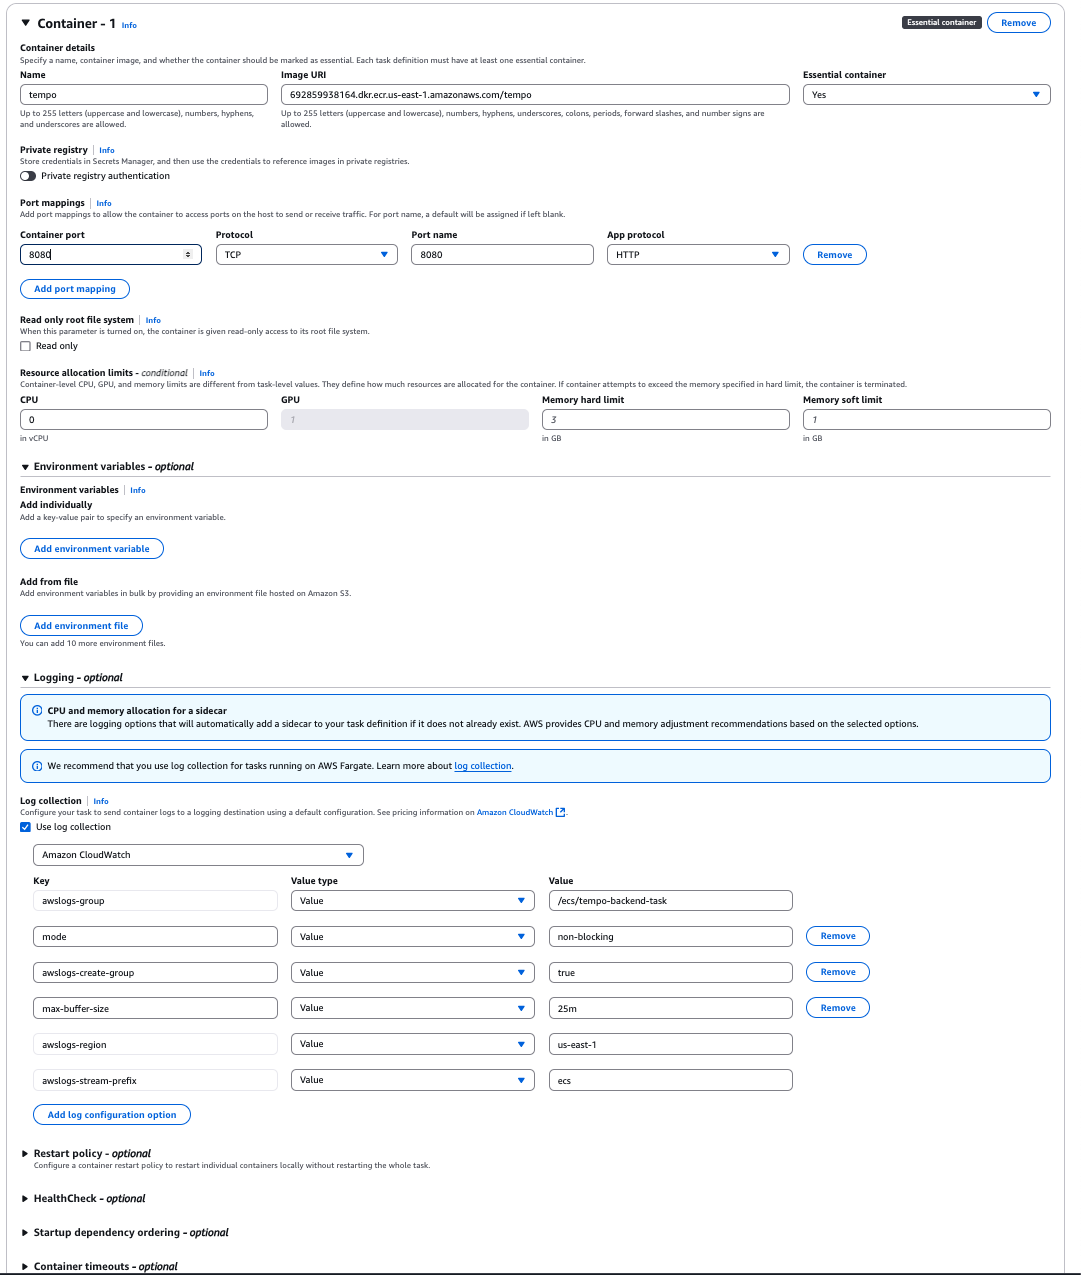 Container - 1 Info
Essential container
Remove
Container details
Specify a name, container image, and whether the container should be marked as essential. Each task definition must have at least one essential container.
Name
Image URI
Essential container
tempo
692859938164.dkr.ecr.us-east-1.amazonaws.com/tempo
Yes
Up to 255 letters (uppercase and lowercase), numbers, hyphens,
and underscores are allowed.
Up to 255 letters (uppercase and lowercase), numbers, hyphens, underscores, colons, periods, forward slashes, and number signs are
allowed.
Private registry Info
Store credentials in Secrets Manager, and then use the credentials to reference images in private registries.
Private registry authentication
Port mappings Info
Add port mappings to allow the container to access ports on the host to send or receive traffic. For port name, a default will be assigned if left blank.
Container port
Protocol
Port name
App protocol
8080
TCP
8080
HTTP
Remove
Add port mapping
Read only root file system Info
When this parameter is turned on, the container is given read-only access to its root file system.
Read only
Resource allocation limits - conditional Info
Container-level CPU, GPU, and memory limits are different from task-level values. They define how much resources are allocated for the container. If container attempts to exceed the memory specified in hard limit, the container is terminated.
CPU
GPU
Memory hard limit
Memory soft limit
0
1
3
1
in vCPU
in GB
in GB
Environment variables - optional
Environment variables Info
Add individually
Add a key-value pair to specify an environment variable.
Add environment variable
Add from file
Add environment variables in bulk by providing an environment file hosted on Amazon S3.
Add environment file
You can add 10 more environment files.
Logging - optional
CPU and memory allocation for a sidecar
There are logging options that will automatically add a sidecar to your task definition if it does not already exist. AWS provides CPU and memory adjustment recommendations based on the selected options.
We recommend that you use log collection for tasks running on AWS Fargate. Learn more about log collection.
Log collection Info
Configure your task to send container logs to a logging destination using a default configuration. See pricing information on Amazon CloudWatch.
Use log collection
Amazon CloudWatch
Key
Value type
Value
awslogs-group
Value
/ecs/tempo-backend-task
mode
Value
non-blocking
Remove
awslogs-create-group
Value
true
Remove
max-buffer-size
Value
25m
Remove
awslogs-region
Value
us-east-1
awslogs-stream-prefix
Value
ecs
Add log configuration option
Restart policy - optional
Configure a container restart policy to restart individual containers locally without restarting the whole task.
HealthCheck - optional
Startup dependency ordering - optional
Container timeouts - optional